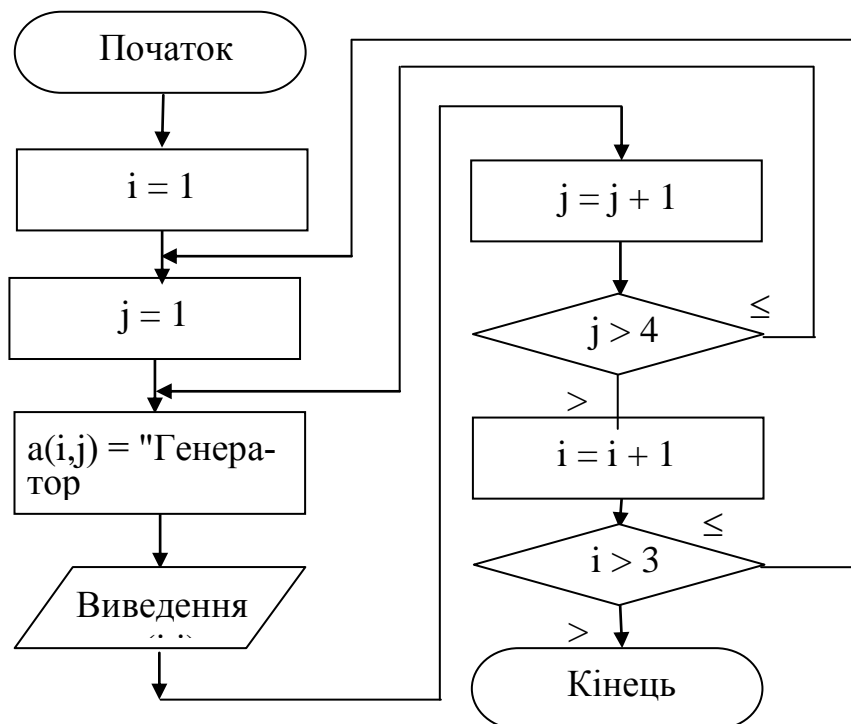 Початок
i = 1
j = 1
a(i,j) = "Генера-
тор
Виведення
j = j + 1
j > 4
≤
>
i = i + 1
i > 3
≤
>
Кінець